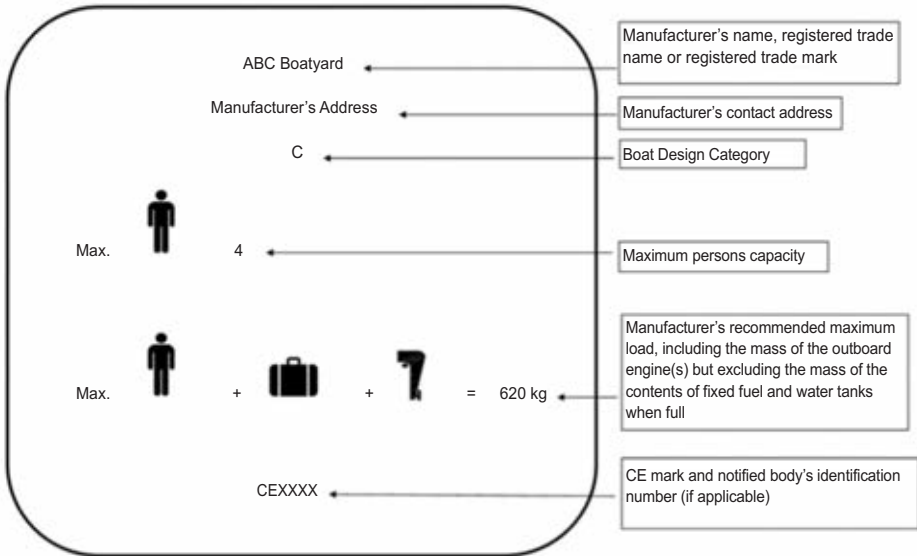 ABC Boatyard
Manufacturer’s name, registered trade
name or registered trade mark
Manufacturer’s Address
Manufacturer’s contact address
C
Boat Design Category
Max. 4
Maximum persons capacity
Max. + + = 620 kg
Manufacturer’s recommended maximum
load, including the mass of the outboard
engine(s) but excluding the mass of the
contents of fixed fuel and water tanks
when full
CEXXXX
CE mark and notified body’s identification
number (if applicable)